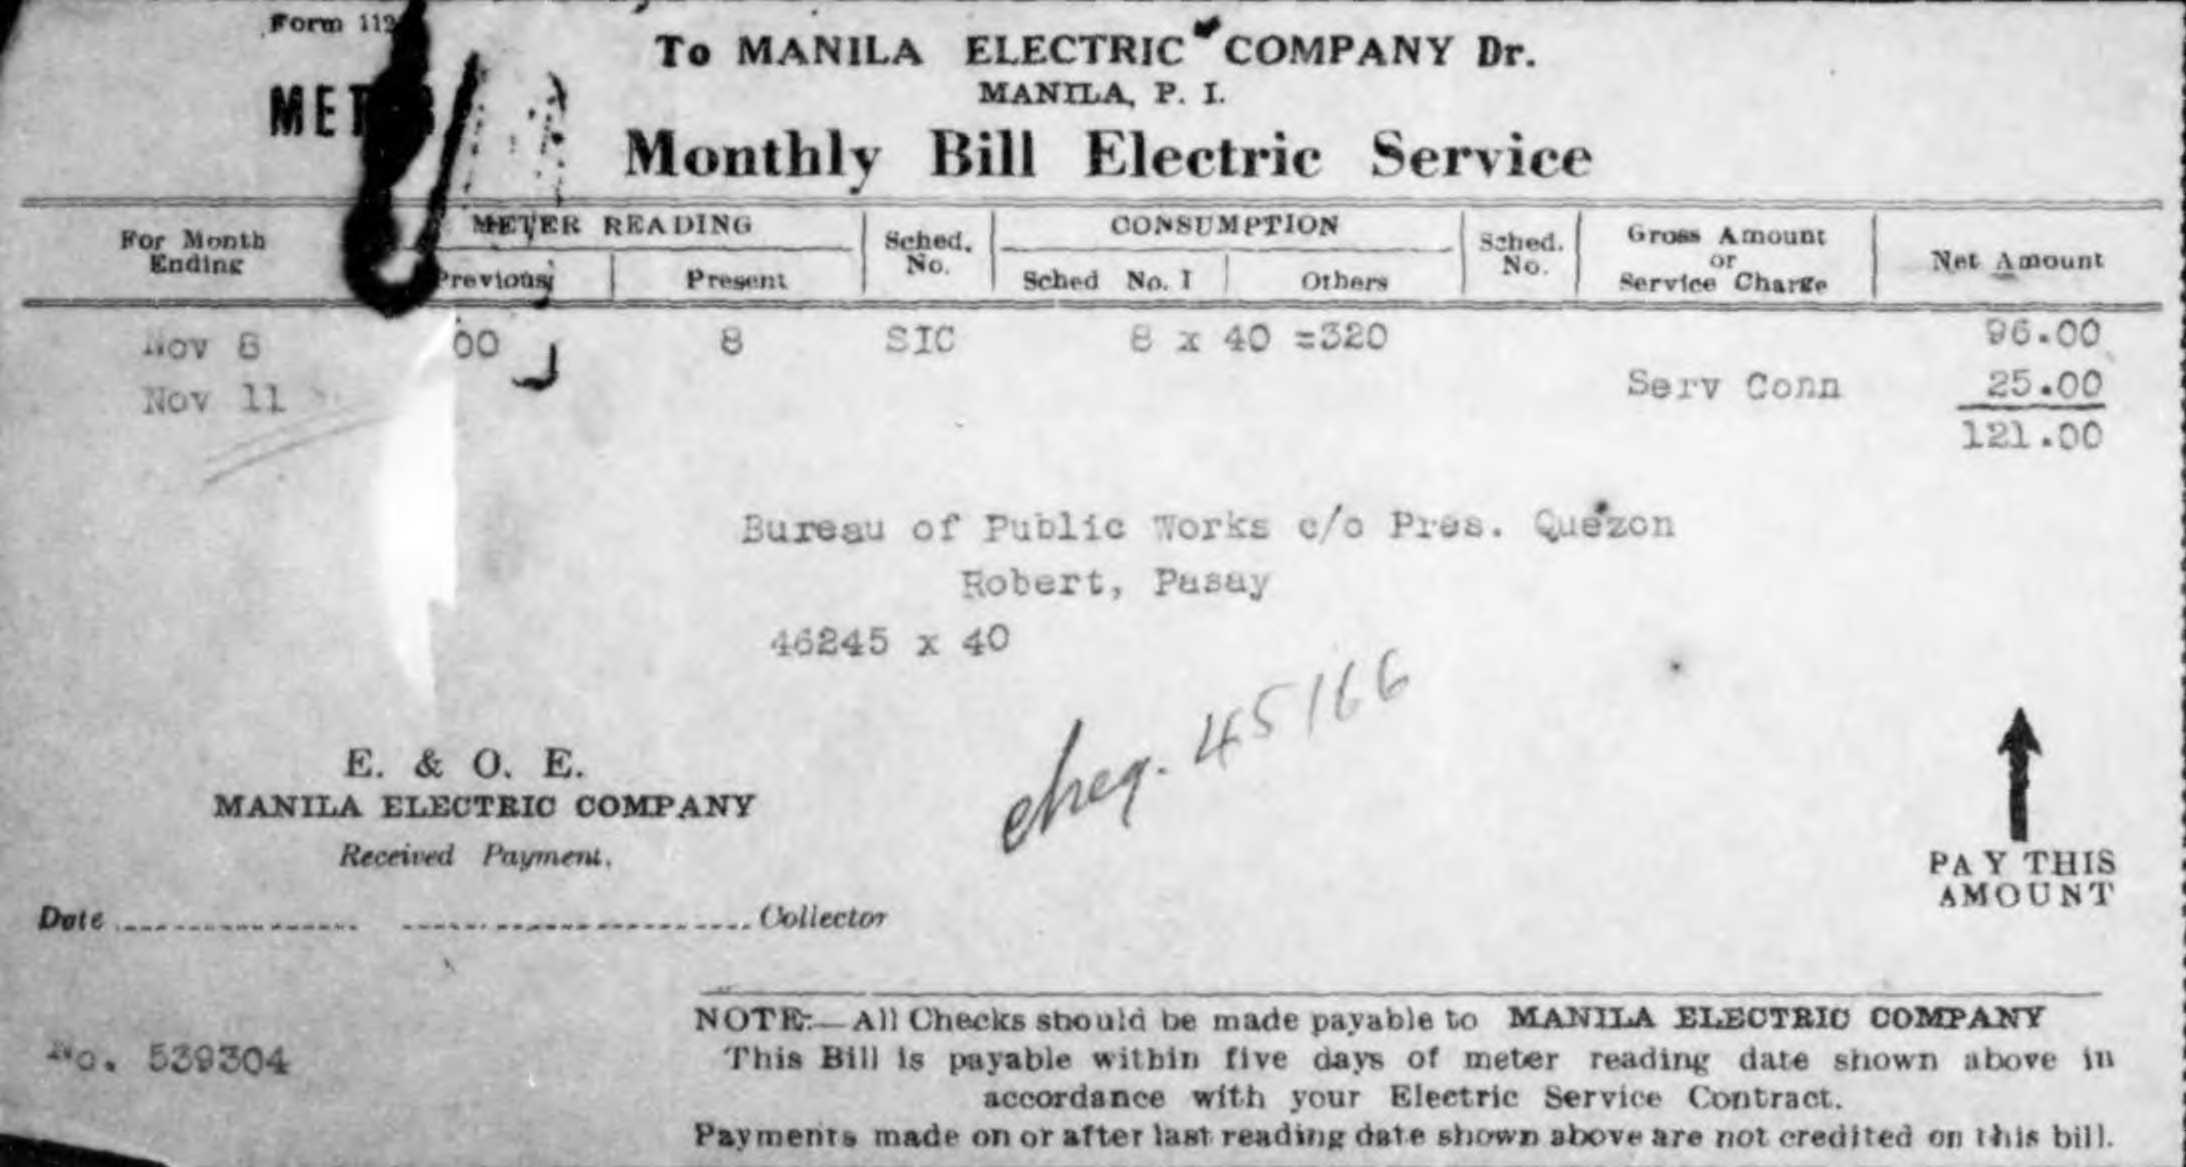 Form 112
To MANILA ELECTRIC COMPANY Dr.
MANILA, P. I.
Monthly Bill Electric Service
For Month Ending
METER READING
Previous
Present
Sched. No.
CONSUMPTION
Sched No. I
Others
Sched. No.
Gross Amount or Service Charge
Net Amount
Nov 8 00 8 SIC 8 x 40 =320 96.00
Nov 11 Serv Conn 25.00
121.00
Bureau of Public Works c/o Pres. Quezon
Robert, Pasay
46245 x 40
cheq. 45166
E. & O. E.
MANILA ELECTRIC COMPANY
Received Payment.
Date Collector
PAY THIS
AMOUNT
No. 539304
NOTE:—All Checks should be made payable to MANILA ELECTRIC COMPANY
This Bill is payable within five days of meter reading date shown above in
accordance with your Electric Service Contract.
Payments made on or after last reading date shown above are not credited on this bill.